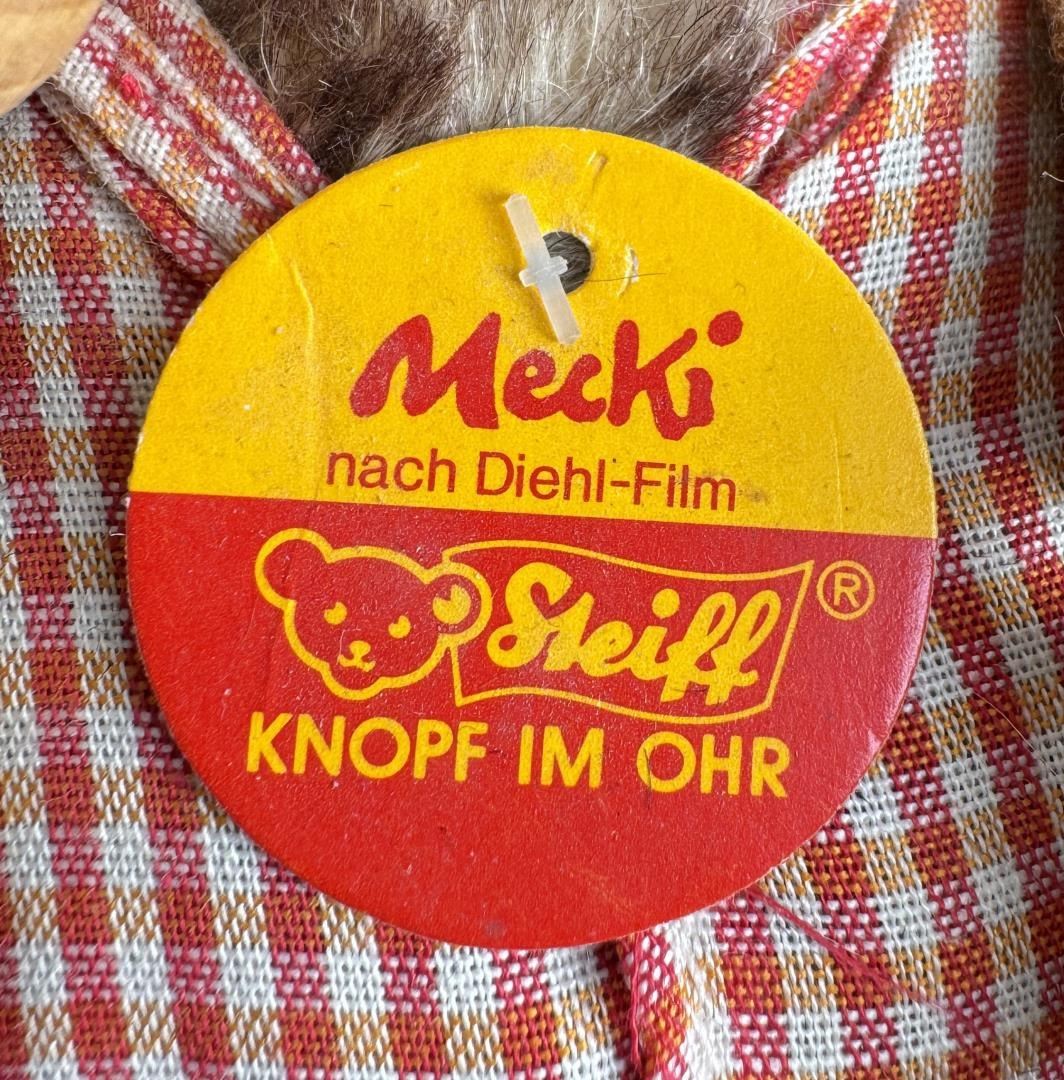 Mecki
nach Diehl-Film
Steiff ®
KNOPF IM OHR